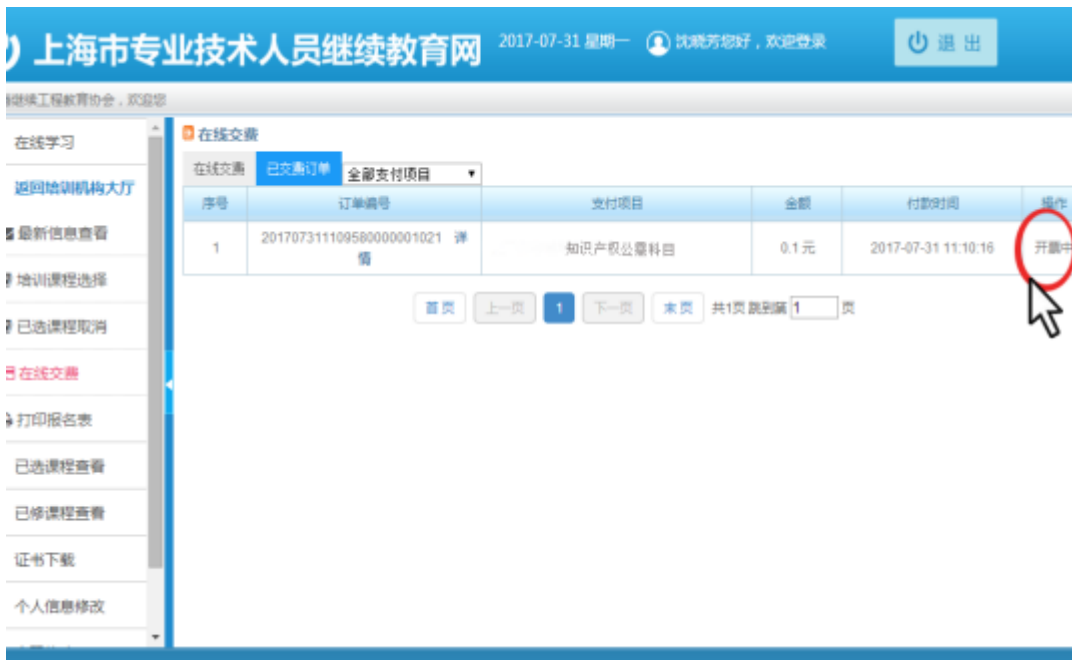 上海市专业技术人员继续教育网
2017-07-31 星期一
沈晓芳您好，欢迎登录
退 出
继续工程教育协会，欢迎您
在线学习
返回培训机构大厅
最新信息查看
培训课程选择
已选课程取消
在线交费
打印报名表
已选课程查看
已修课程查看
证书下载
个人信息修改
在线交费
在线交费 已交费订单 全部支付项目
序号 订单编号 支付项目 金额 付款时间 操作
1 201707311109580000001021 详情 知识产权公需科目 0.1 元 2017-07-31 11:10:16 开票中
首 页 上一页 1 下一页 末 页 共1页 跳到第 1 页